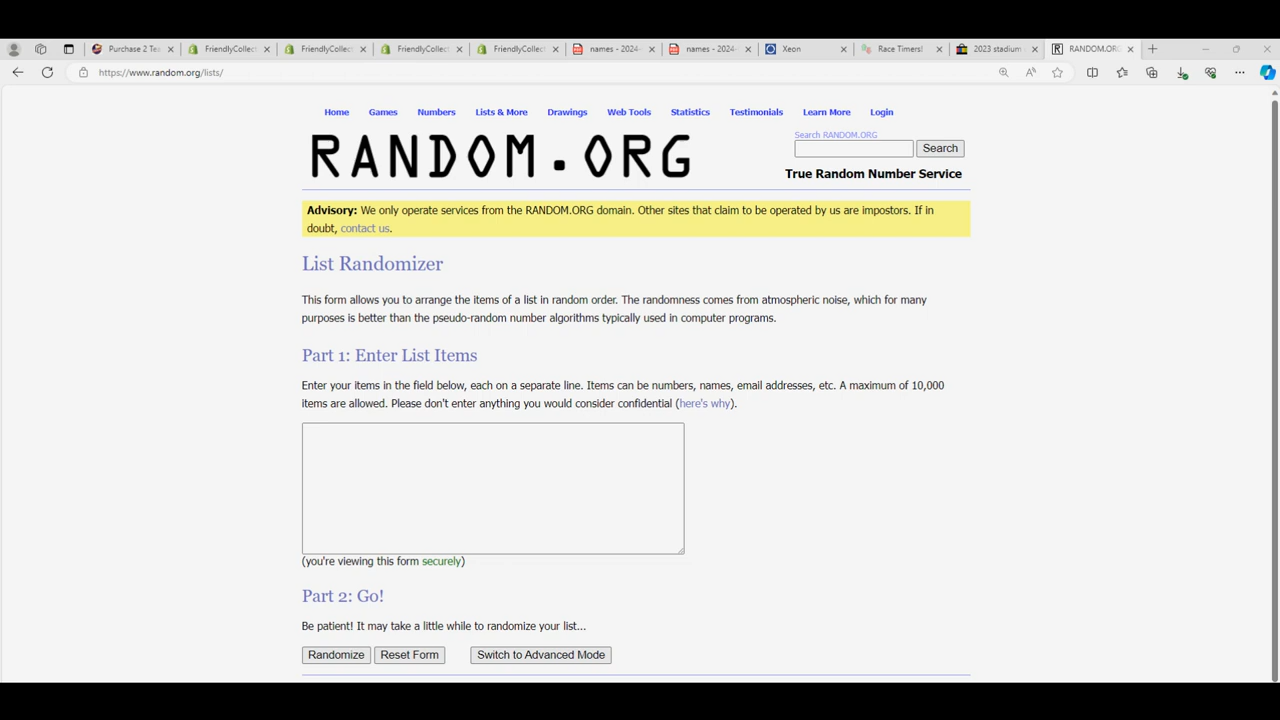 Purchase 2 Tea
FriendlyCollect
FriendlyCollect
FriendlyCollect
FriendlyCollect
names - 2024-
names - 2024-
Xeon
Race Timers!
2023 stadium
RANDOM.ORG
https://www.random.org/lists/
Home Games Numbers Lists & More Drawings Web Tools Statistics Testimonials Learn More Login
RANDOM.ORG
Search RANDOM.ORG
Search
True Random Number Service
Advisory: We only operate services from the RANDOM.ORG domain. Other sites that claim to be operated by us are impostors. If in
doubt, contact us.
List Randomizer
This form allows you to arrange the items of a list in random order. The randomness comes from atmospheric noise, which for many
purposes is better than the pseudo-random number algorithms typically used in computer programs.
Part 1: Enter List Items
Enter your items in the field below, each on a separate line. Items can be numbers, names, email addresses, etc. A maximum of 10,000
items are allowed. Please don't enter anything you would consider confidential (here's why).
(you're viewing this form securely)
Part 2: Go!
Be patient! It may take a little while to randomize your list...
Randomize Reset Form Switch to Advanced Mode